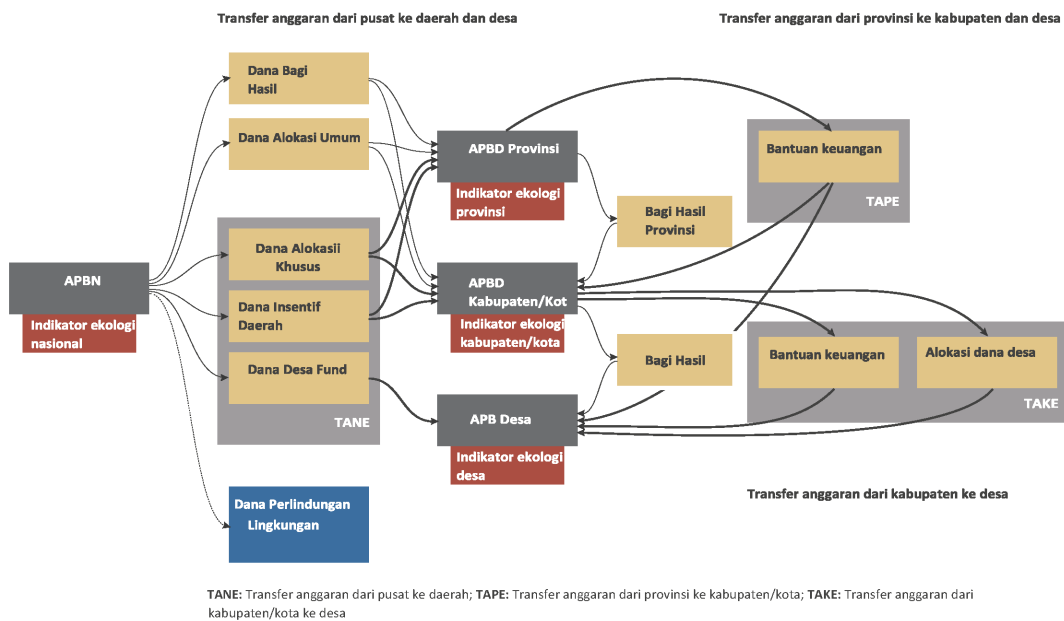 Transfer anggaran dari pusat ke daerah dan desa
Transfer anggaran dari provinsi ke kabupaten dan desa
Dana Bagi
Hasil
Dana Alokasi Umum
APBD Provinsi
Indikator ekologi
provinsi
Bantuan keuangan
TAPE
Bagi Hasil
Provinsi
Dana Alokasii
Khusus
APBN
Indikator ekologi
nasional
Dana Insentif
Daerah
Dana Desa Fund
TANE
APBD
Kabupaten/Kot
Indikator ekologi
kabupaten/kota
Bagi Hasil
Bantuan keuangan
Alokasi dana desa
TAKE
APB Desa
Indikator ekologi
desa
Dana Perlindungan
Lingkungan
Transfer anggaran dari kabupaten ke desa
TANE: Transfer anggaran dari pusat ke daerah; TAPE: Transfer anggaran dari provinsi ke kabupaten/kota; TAKE: Transfer anggaran dari
kabupaten/kota ke desa